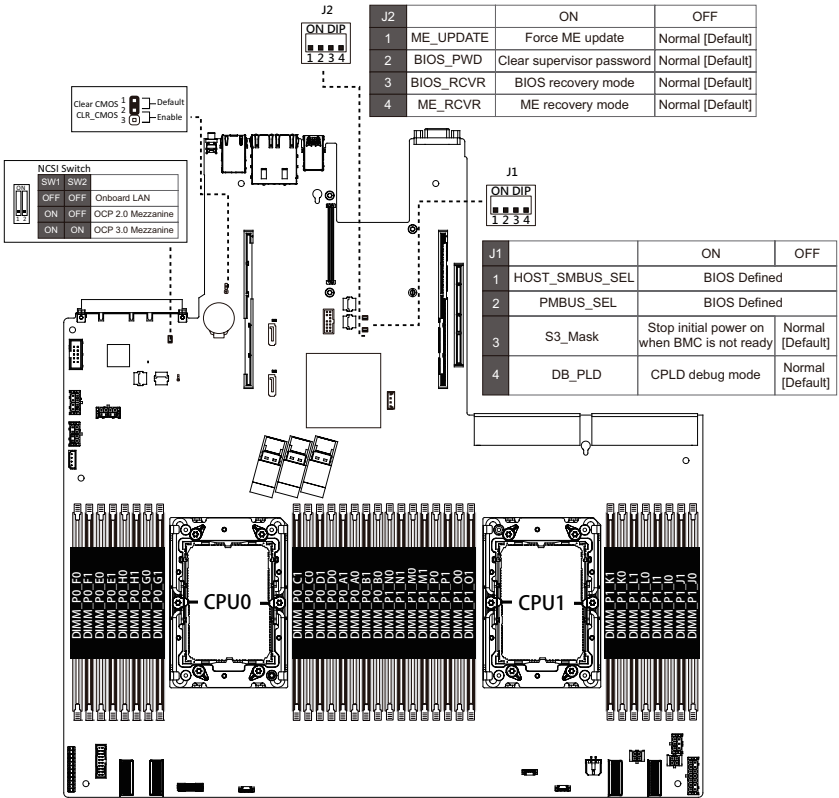 J2
ON DIP
1 2 3 4
J2 ON OFF
1 ME_UPDATE Force ME update Normal [Default]
2 BIOS_PWD Clear supervisor password Normal [Default]
3 BIOS_RCVR BIOS recovery mode Normal [Default]
4 ME_RCVR ME recovery mode Normal [Default]
Clear CMOS 1 Default
CLR_CMOS 2
3 Enable
NCSI Switch
ON
1 2
SW1 SW2
OFF OFF Onboard LAN
ON OFF OCP 2.0 Mezzanine
ON ON OCP 3.0 Mezzanine
J1
ON DIP
1 2 3 4
J1 ON OFF
1 HOST_SMBUS_SEL BIOS Defined
2 PMBUS_SEL BIOS Defined
3 S3_Mask Stop initial power on when BMC is not ready Normal [Default]
4 DB_PLD CPLD debug mode Normal [Default]
DIMM_P0_F0
DIMM_P0_F1
DIMM_P0_E0
DIMM_P0_E1
DIMM_P0_H0
DIMM_P0_H1
DIMM_P0_G0
DIMM_P0_G1
CPU0
DIMM_P0_C1
DIMM_P0_C0
DIMM_P0_D1
DIMM_P0_D0
DIMM_P0_A1
DIMM_P0_A0
DIMM_P0_B1
DIMM_P0_B0
DIMM_P1_N0
DIMM_P1_N1
DIMM_P1_M0
DIMM_P1_M1
DIMM_P1_P0
DIMM_P1_P1
DIMM_P1_O0
DIMM_P1_O1
CPU1
DIMM_P1_K1
DIMM_P1_K0
DIMM_P1_L1
DIMM_P1_L0
DIMM_P1_I1
DIMM_P1_I0
DIMM_P1_J1
DIMM_P1_J0